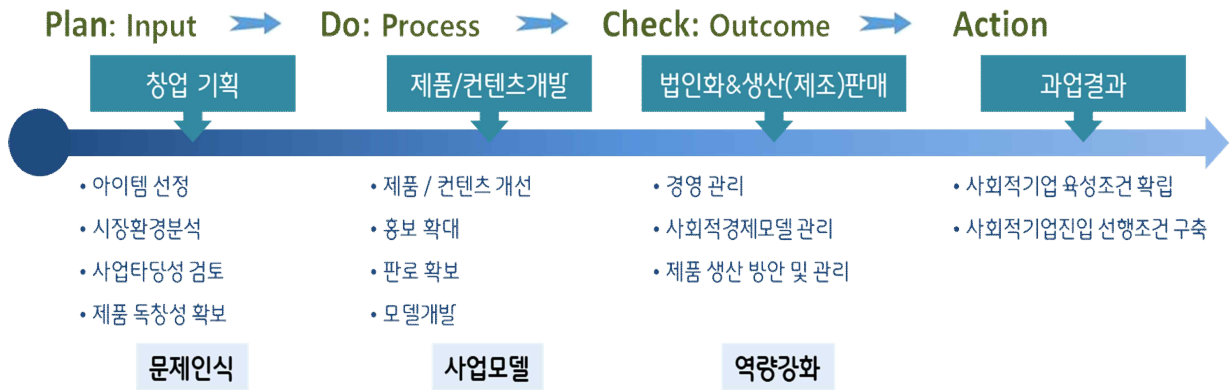 Plan: Input
Do: Process
Check: Outcome
Action
창업 기획
제품/컨텐츠개발
법인화&생산(제조)판매
과업결과
• 아이템 선정
• 시장환경분석
• 사업타당성 검토
• 제품 독창성 확보
• 제품 / 컨텐츠 개선
• 홍보 확대
• 판로 확보
• 모델개발
• 경영 관리
• 사회적경제모델 관리
• 제품 생산 방안 및 관리
• 사회적기업 육성조건 확립
• 사회적기업진입 선행조건 구축
문제인식
사업모델
역량강화